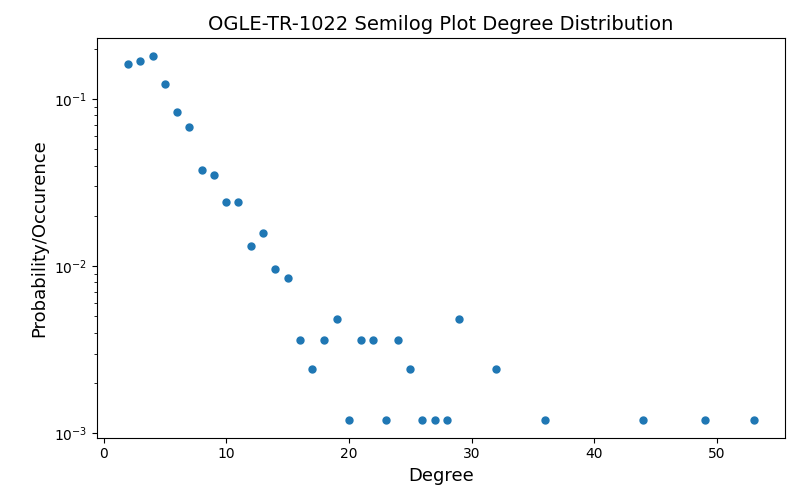 OGLE-TR-1022 Semilog Plot Degree Distribution
Probability/Occurence
10⁻¹
10⁻²
10⁻³
0 10 20 30 40 50
Degree